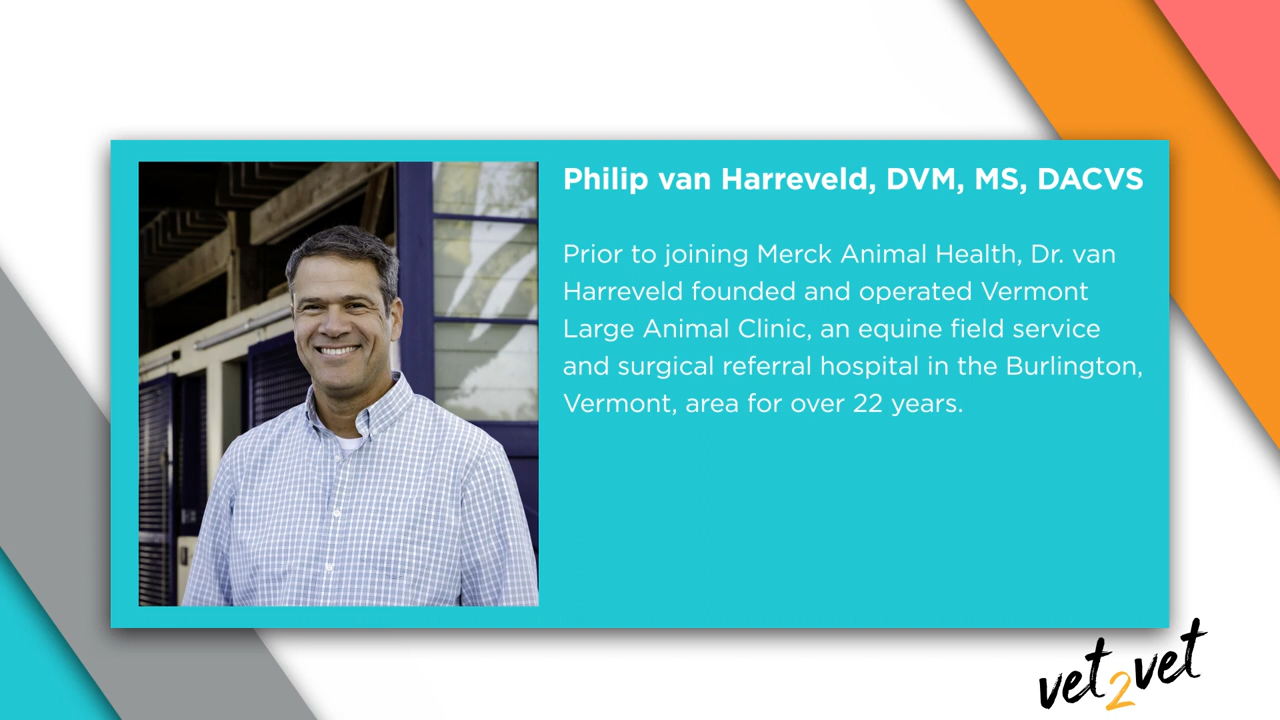 Philip van Harreveld, DVM, MS, DACVS
Prior to joining Merck Animal Health, Dr. van
Harreveld founded and operated Vermont
Large Animal Clinic, an equine field service
and surgical referral hospital in the Burlington,
Vermont, area for over 22 years.
vet2vet